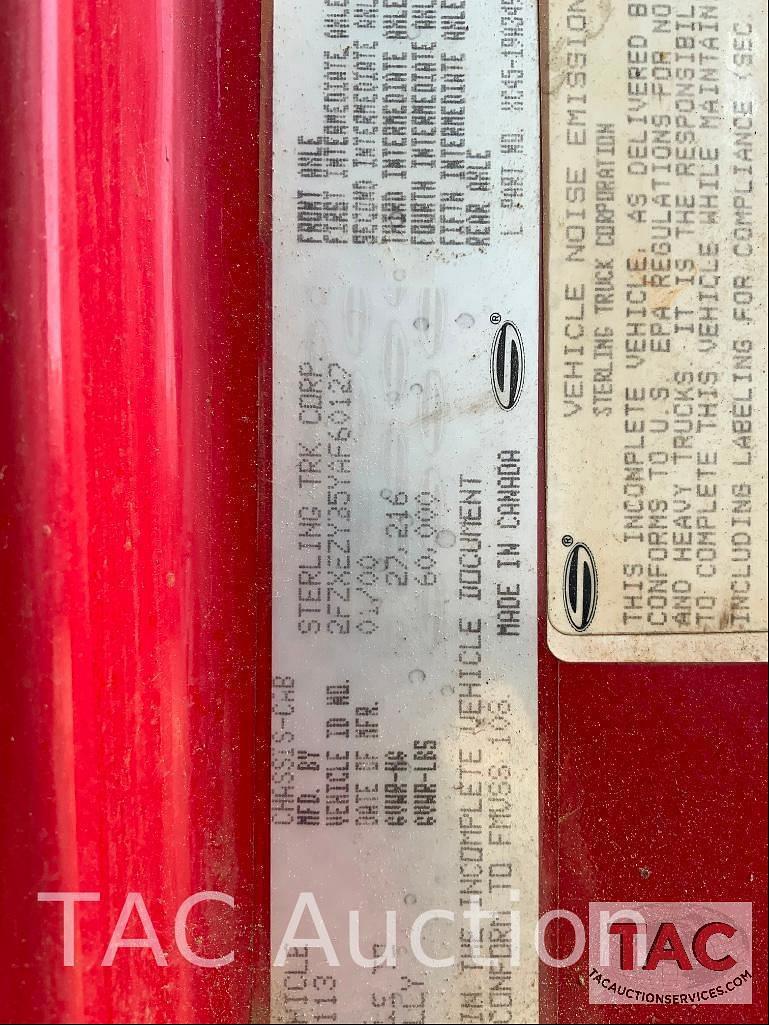 FRONT AXLE
FIRST INTERMEDIATE AXLE
SECOND INTERMEDIATE AXLE
THIRD INTERMEDIATE AXLE
FOURTH INTERMEDIATE AXLE
FIFTH INTERMEDIATE AXLE
REAR AXLE
PART NO.
CHASSIS-CAB
MFD. BY STERLING TRK CORP.
VEHICLE ID NO. 2FZXEZYB5YAF60127
DATE OF MFR. 01/00
GVWR-KG 27,216
GVWR-LBS 60,000
IN THE INCOMPLETE VEHICLE DOCUMENT
CONFORM TO FMVSS 108
MADE IN CANADA
®
VEHICLE NOISE EMISSION
STERLING TRUCK CORPORATION
THIS INCOMPLETE VEHICLE, AS DELIVERED B
CONFORMS TO U.S EPA REGULATIONS FOR NO
AND HEAVY TRUCKS. IT IS THE RESPONSIBIL
TO COMPLETE THIS VEHICLE WHILE MAINTAIN
INCLUDING LABELING FOR COMPLIANCE (SEC.
®
TAC Auction
TAC
TACAUCTIONSERVICES.COM